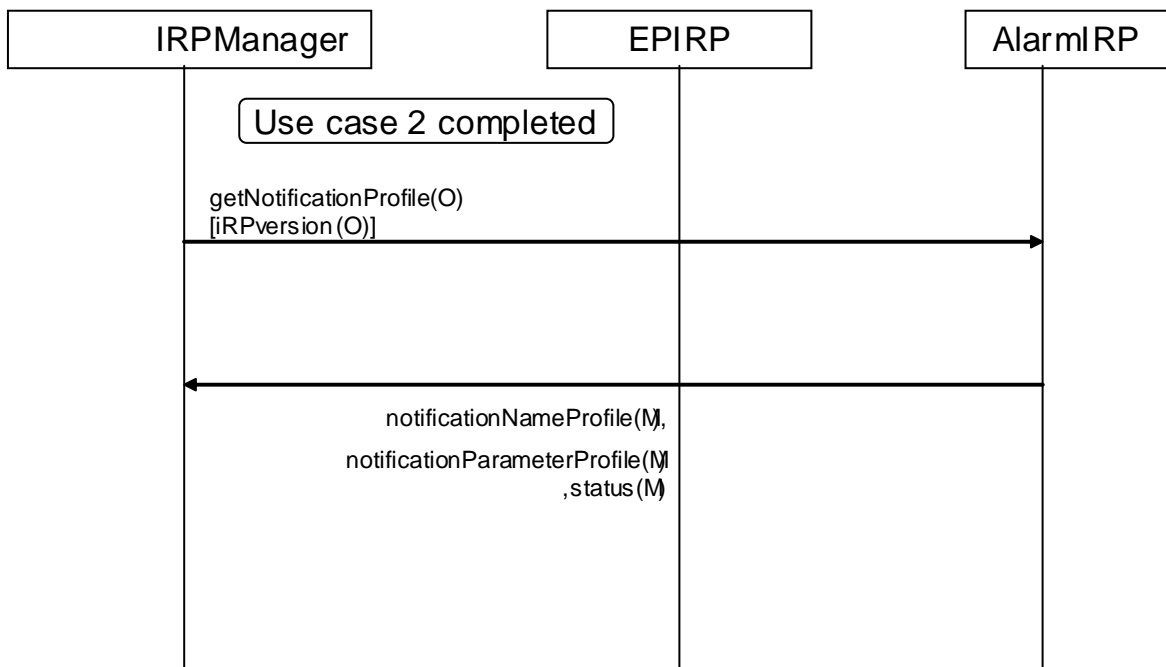 IRPManager
EPIRP
AlarmIRP
Use case 2 completed
getNotificationProfile(O)
[iRPversion(O)]
notificationNameProfile(M),
notificationParameterProfile(M)
,status(M)